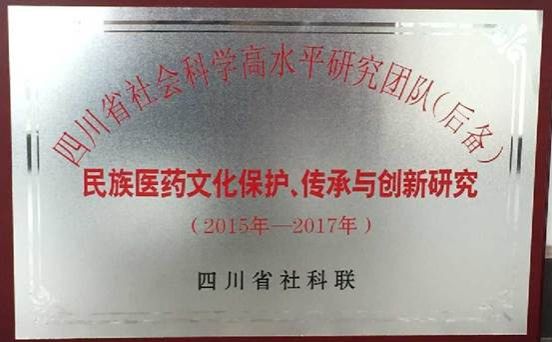 四川省社会科学高水平研究团队(后备)
民族医药文化保护、传承与创新研究
(2015年—2017年)
四川省社科联